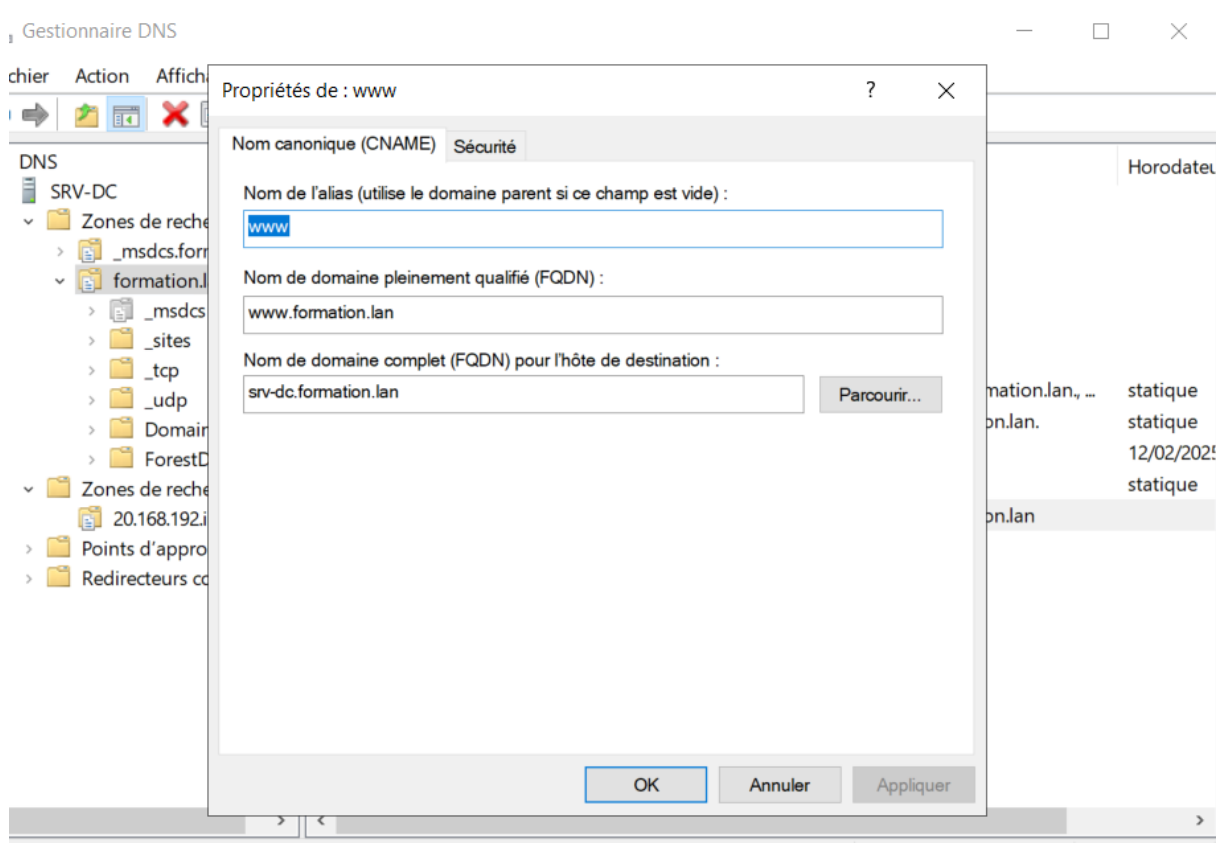 Gestionnaire DNS
chier Action Affich
Propriétés de : www
?
Nom canonique (CNAME) Sécurité
Nom de l'alias (utilise le domaine parent si ce champ est vide) :
www
Nom de domaine pleinement qualifié (FQDN) :
www.formation.lan
Nom de domaine complet (FQDN) pour l'hôte de destination :
srv-dc.formation.lan
Parcourir...
OK Annuler Appliquer
DNS
SRV-DC
Zones de reche
_msdcs.forr
formation.l
_msdcs
_sites
_tcp
_udp
Domair
ForestD
Zones de reche
20.168.192.i
Points d'appro
Redirecteurs co
Horodateu
mation.lan., ... statique
on.lan. statique
12/02/2025
statique
on.lan